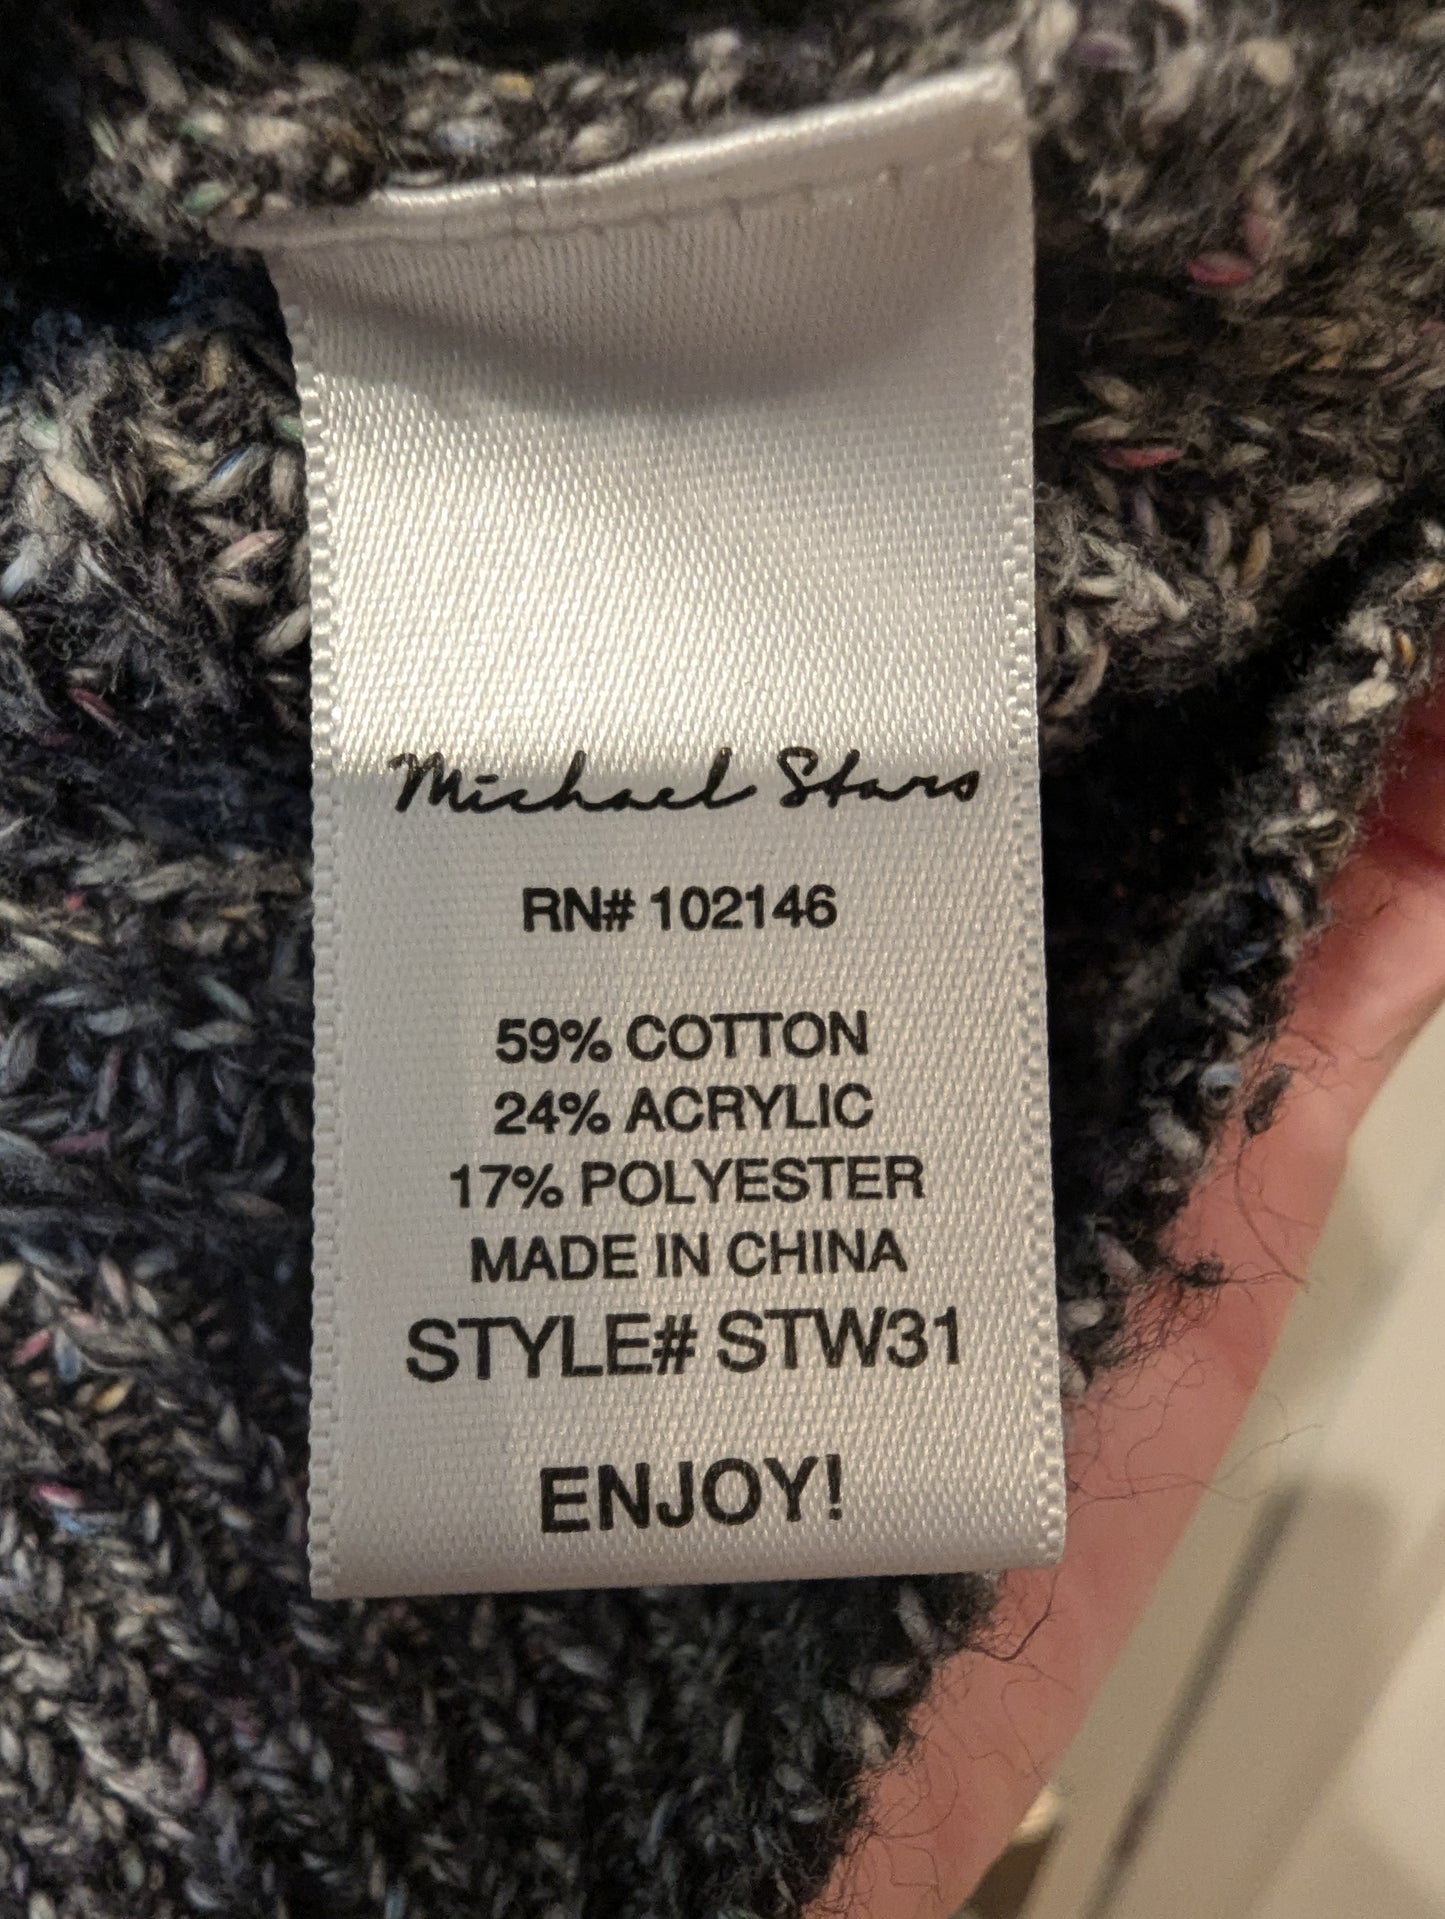 Michael Stars
RN# 102146
59% COTTON
24% ACRYLIC
17% POLYESTER
MADE IN CHINA
STYLE# STW31
ENJOY!